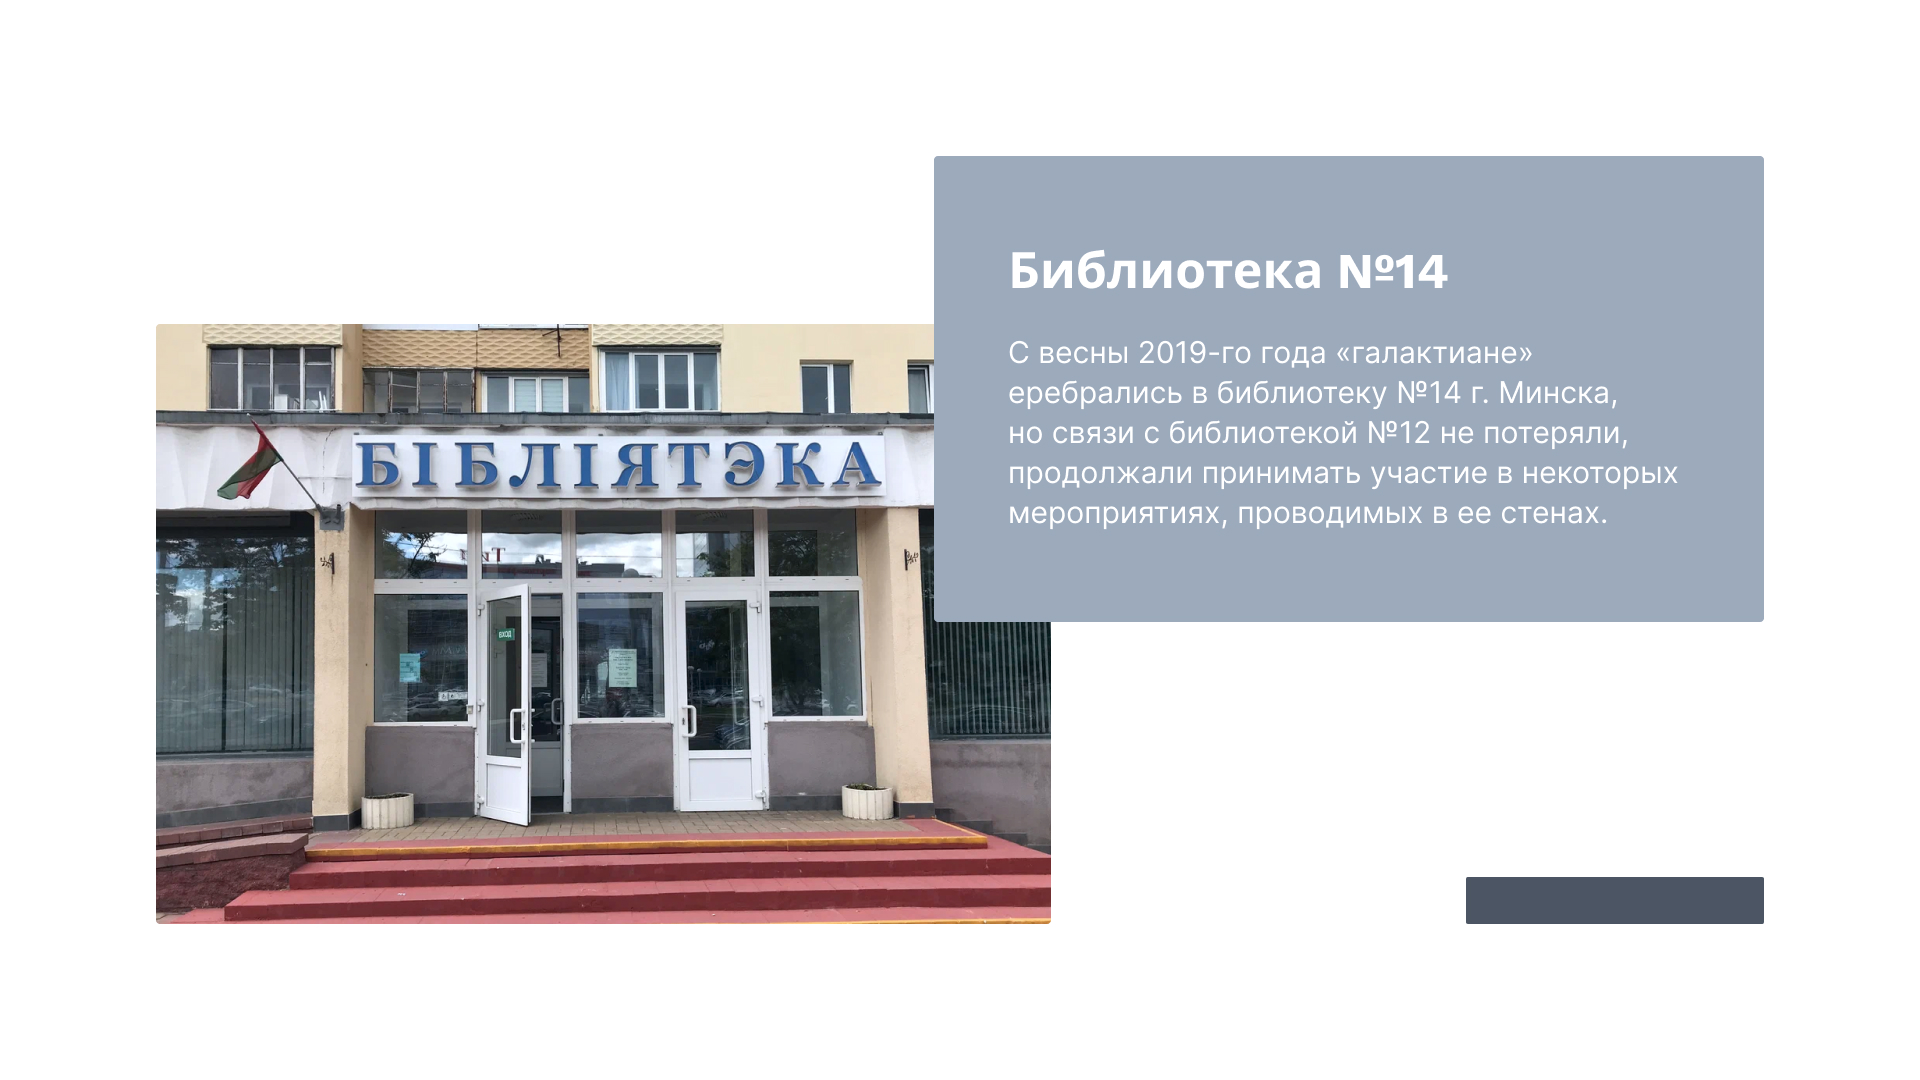 Библиотека №14
С весны 2019-го года «галактиане»
еребрались в библиотеку №14 г. Минска,
но связи с библиотекой №12 не потеряли,
продолжали принимать участие в некоторых
мероприятиях, проводимых в ее стенах.
БІБЛІЯТЭКА
ВХОД